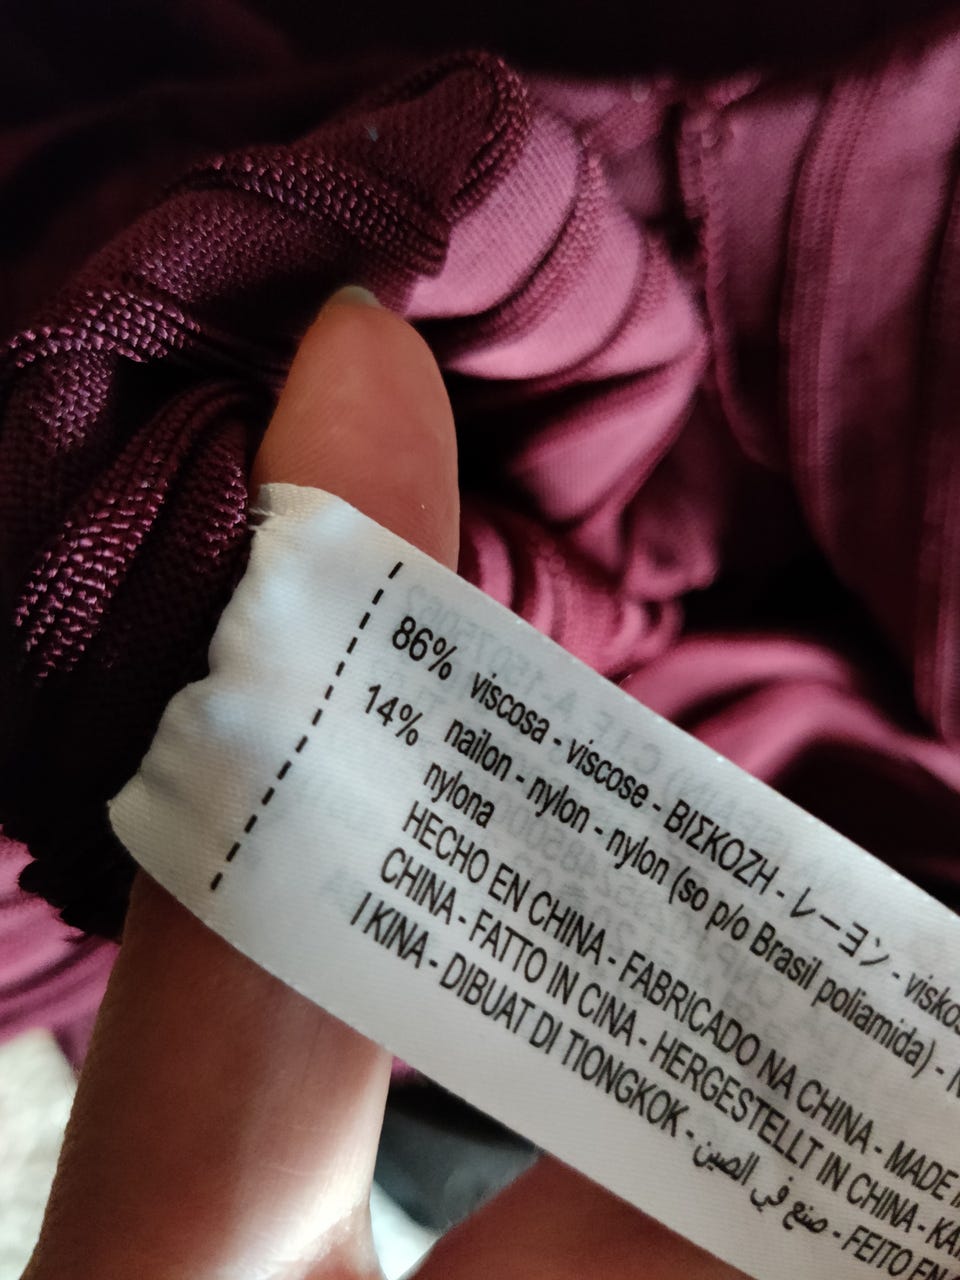 86% viscosa - viscose - ΒΙΣΚΟΖΗ - レーヨン -
14% nailon - nylon - nylon (so p/o Brasil poliamida) -
nylona
HECHO EN CHINA - FABRICADO NA CHINA - MADE
CHINA - FATTO IN CINA - HERGESTELLT IN CHINA -
I KINA - DIBUAT DI TIONGKOK - صنع في الصين - FEITO EN